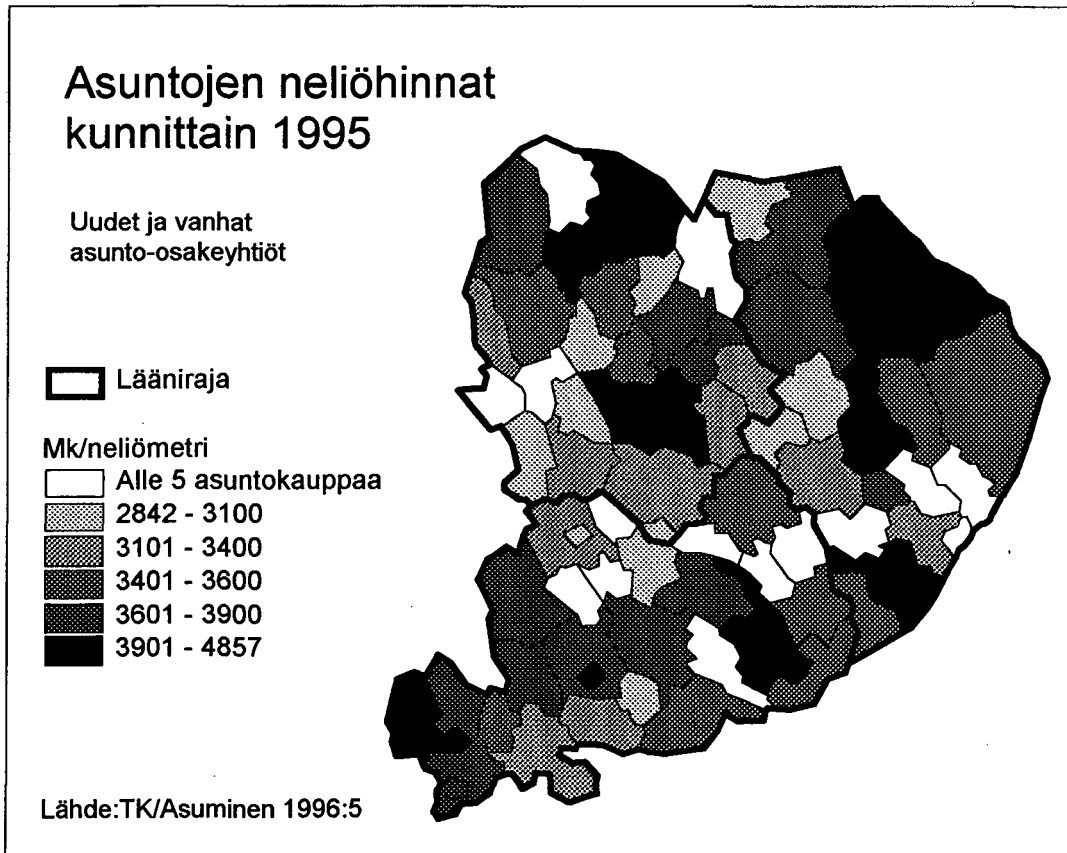 Asuntojen neliöhinnat
kunnittain 1995
Uudet ja vanhat
asunto-osakeyhtiöt
Lääniraja
Mk/neliömetri
Alle 5 asuntokauppaa
2842 - 3100
3101 - 3400
3401 - 3600
3601 - 3900
3901 - 4857
Lähde:TK/Asuminen 1996:5